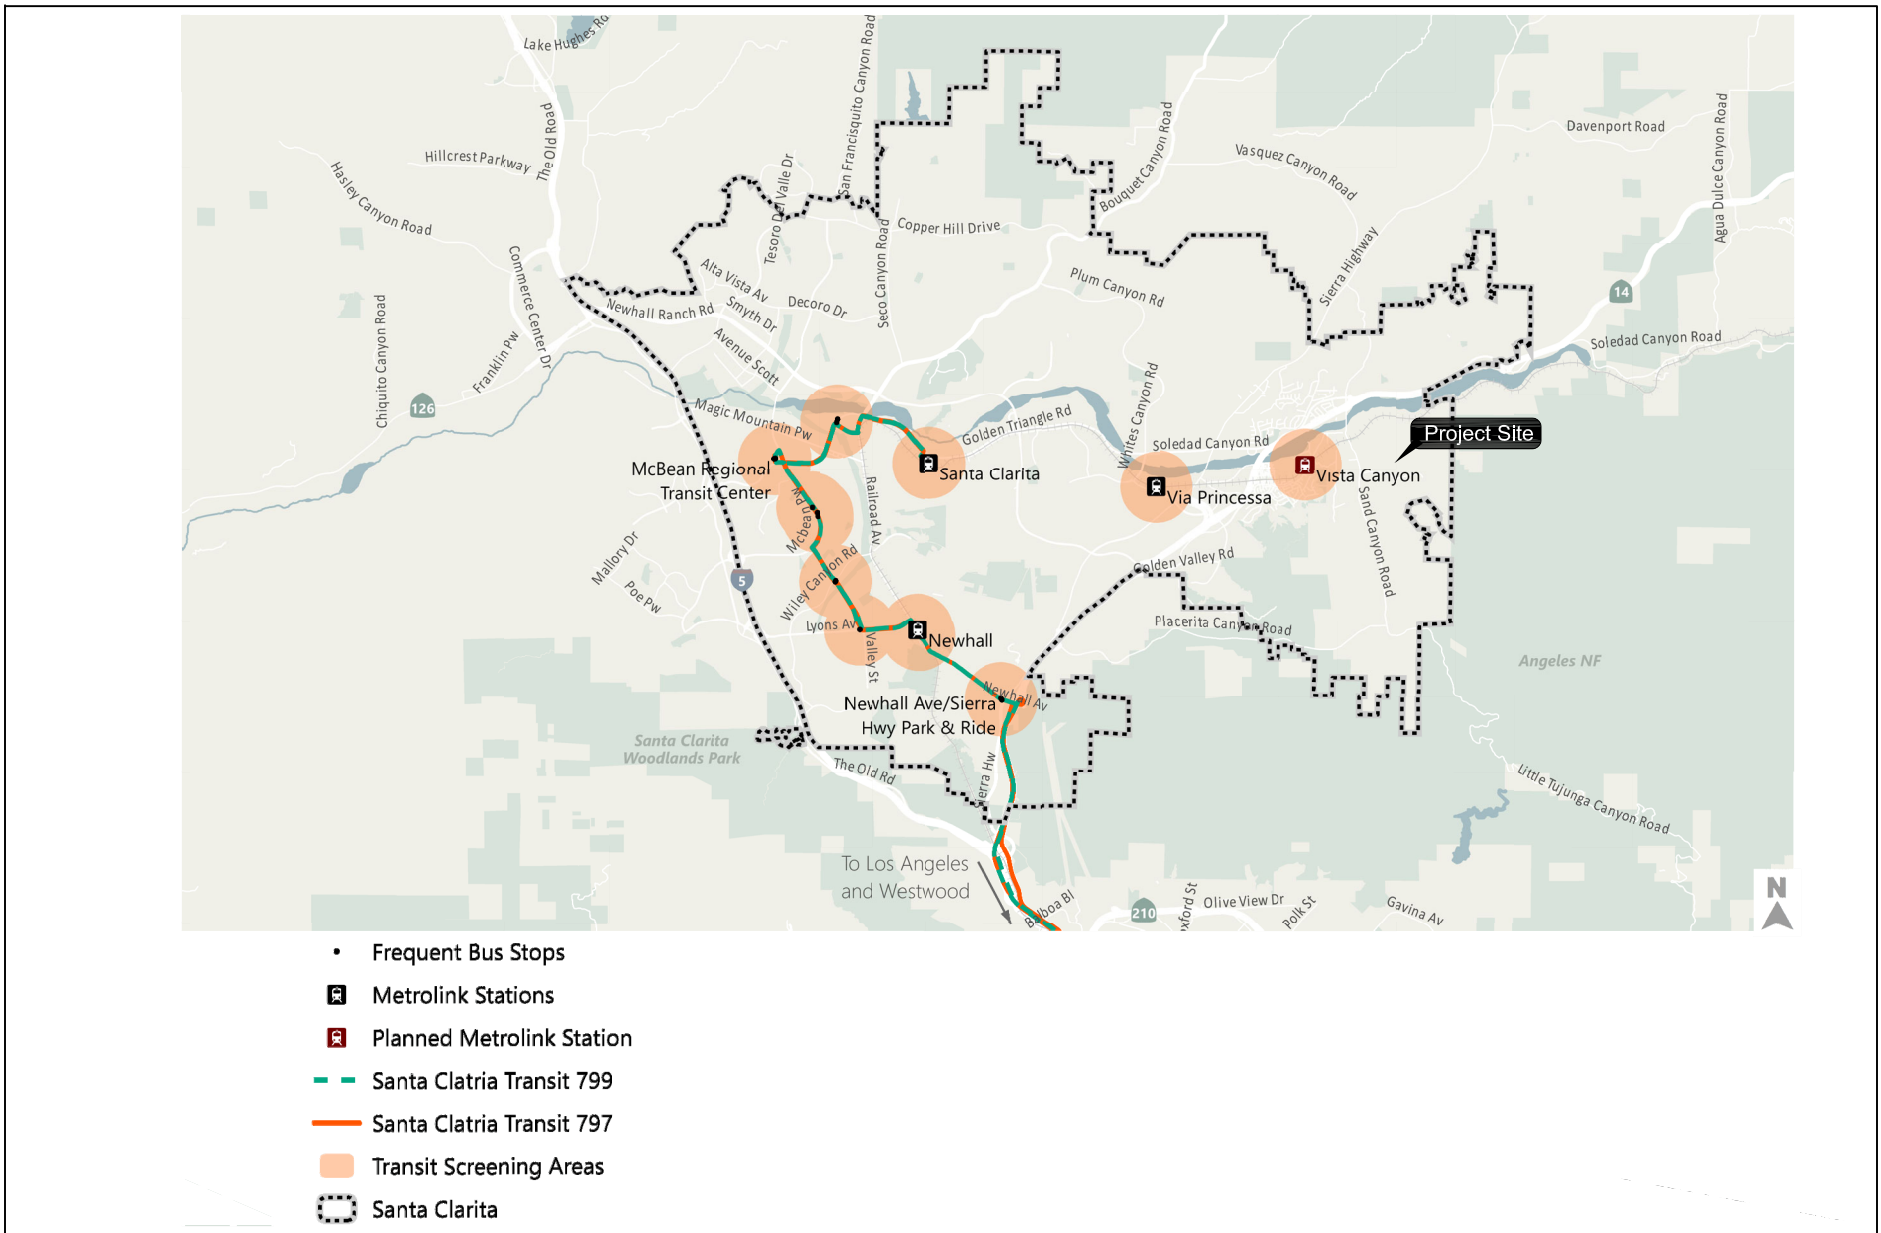 Lake Hughes Rd
The Old Road
San Francisquito Canyon Road
Davenport Road
Agua Dulce Canyon Road
Hillcrest Parkway
Hasley Canyon Road
Tesoro Del Valle Dr
Bouquet Canyon Road
Vasquez Canyon Road
Copper Hill Drive
Seco Canyon Road
Sierra Highway
Commerce Center Dr
Alta Vista Av
Decoro Dr
Smyth Dr
Newhall Ranch Rd
Plum Canyon Rd
14
Chiquito Canyon Road
Franklin Pw
Avenue Scott
Soledad Canyon Road
126
Magic Mountain Pw
Golden Triangle Rd
Whites Canyon Rd
Soledad Canyon Rd
Project Site
McBean Regional
Transit Center
Santa Clarita
Via Princessa
Vista Canyon
Mcbean Pw
Railroad Av
Sand Canyon Road
Mallory Dr
Poe Pw
5
Wiley Canyon Rd
Golden Valley Rd
Lyons Av
Valley St
Newhall
Placerita Canyon Road
Angeles NF
Newhall Av
Newhall Ave/Sierra
Hwy Park & Ride
Santa Clarita
Woodlands Park
The Old Rd
Sierra Hw
Little Tujunga Canyon Road
To Los Angeles
and Westwood
Balboa Bl
210
oxford St
Olive View Dr
Polk St
Gavina Av
N
Frequent Bus Stops
Metrolink Stations
Planned Metrolink Station
Santa Clatria Transit 799
Santa Clatria Transit 797
Transit Screening Areas
Santa Clarita